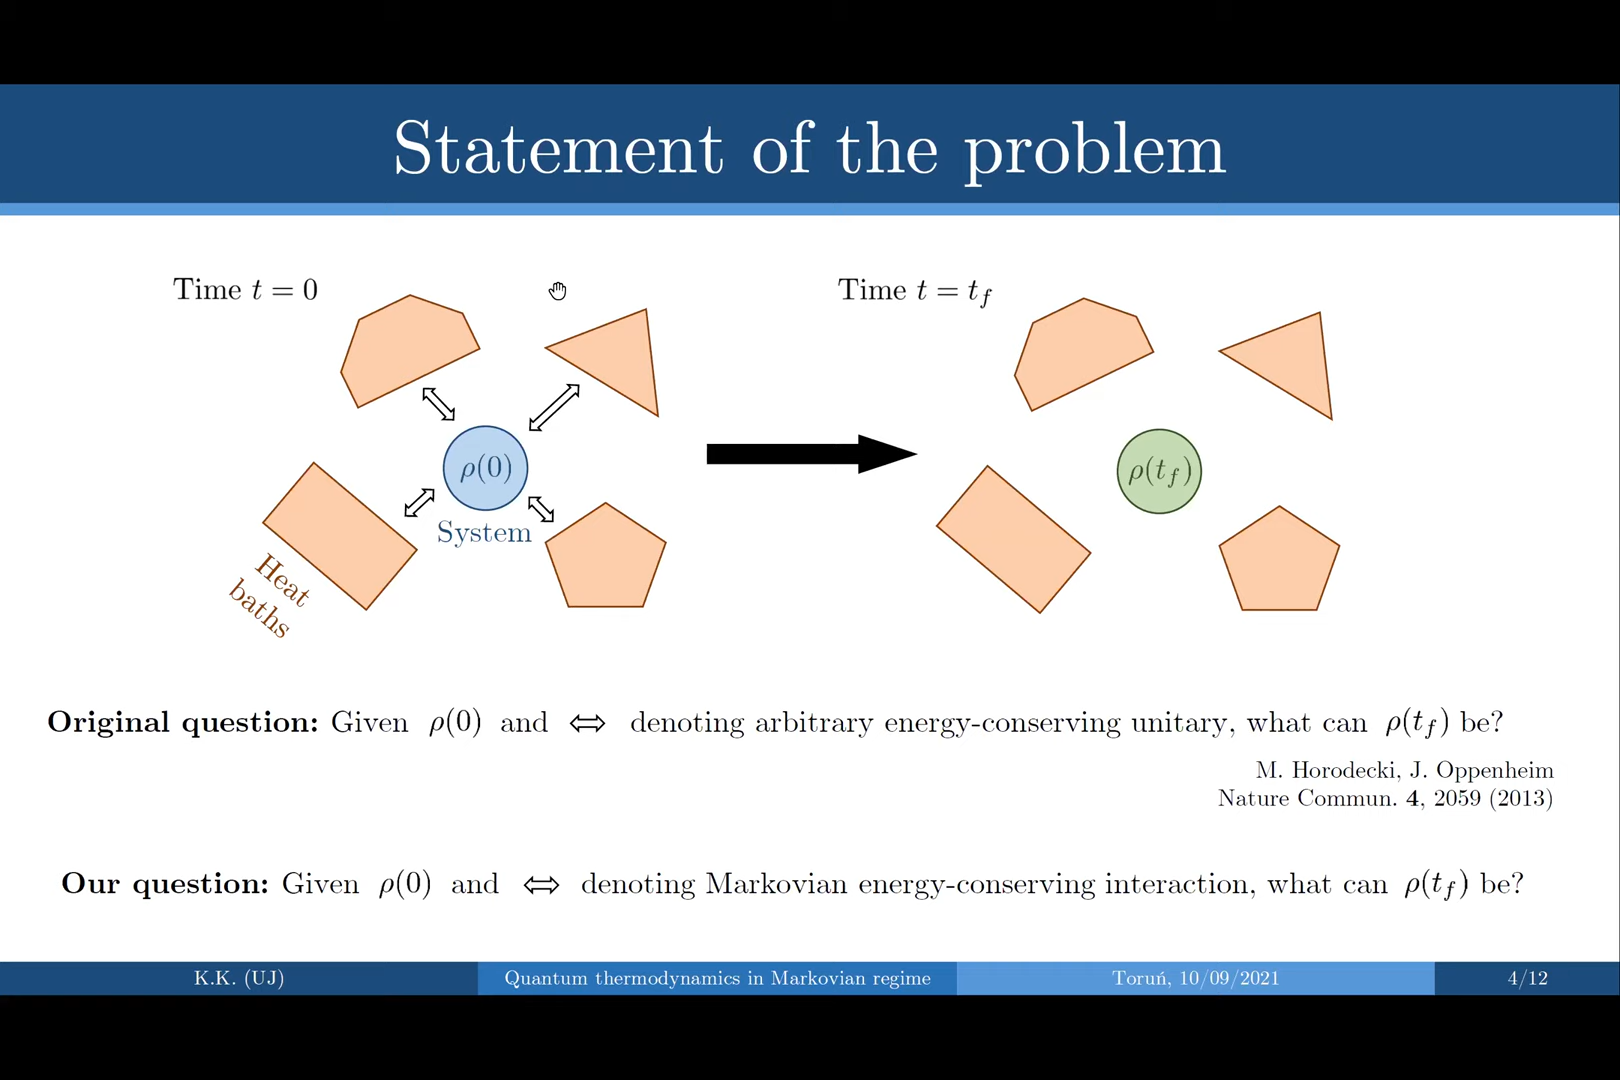 Statement of the problem
Time t = 0
Time t = t_f
ρ(0)
System
Heat
baths
ρ(t_f)
Original question: Given ρ(0) and ⇔ denoting arbitrary energy-conserving unitary, what can ρ(t_f) be?
M. Horodecki, J. Oppenheim
Nature Commun. 4, 2059 (2013)
Our question: Given ρ(0) and ⇔ denoting Markovian energy-conserving interaction, what can ρ(t_f) be?
K.K. (UJ) Quantum thermodynamics in Markovian regime Toruń, 10/09/2021 4/12